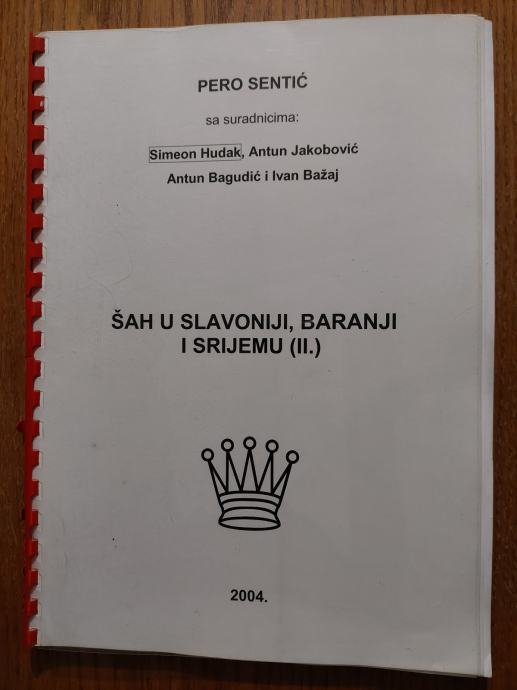 PERO SENTIĆ
sa suradnicima:
Simeon Hudak, Antun Jakobović
Antun Bagudić i Ivan Bažaj
ŠAH U SLAVONIJI, BARANJI
I SRIJEMU (II.)
2004.